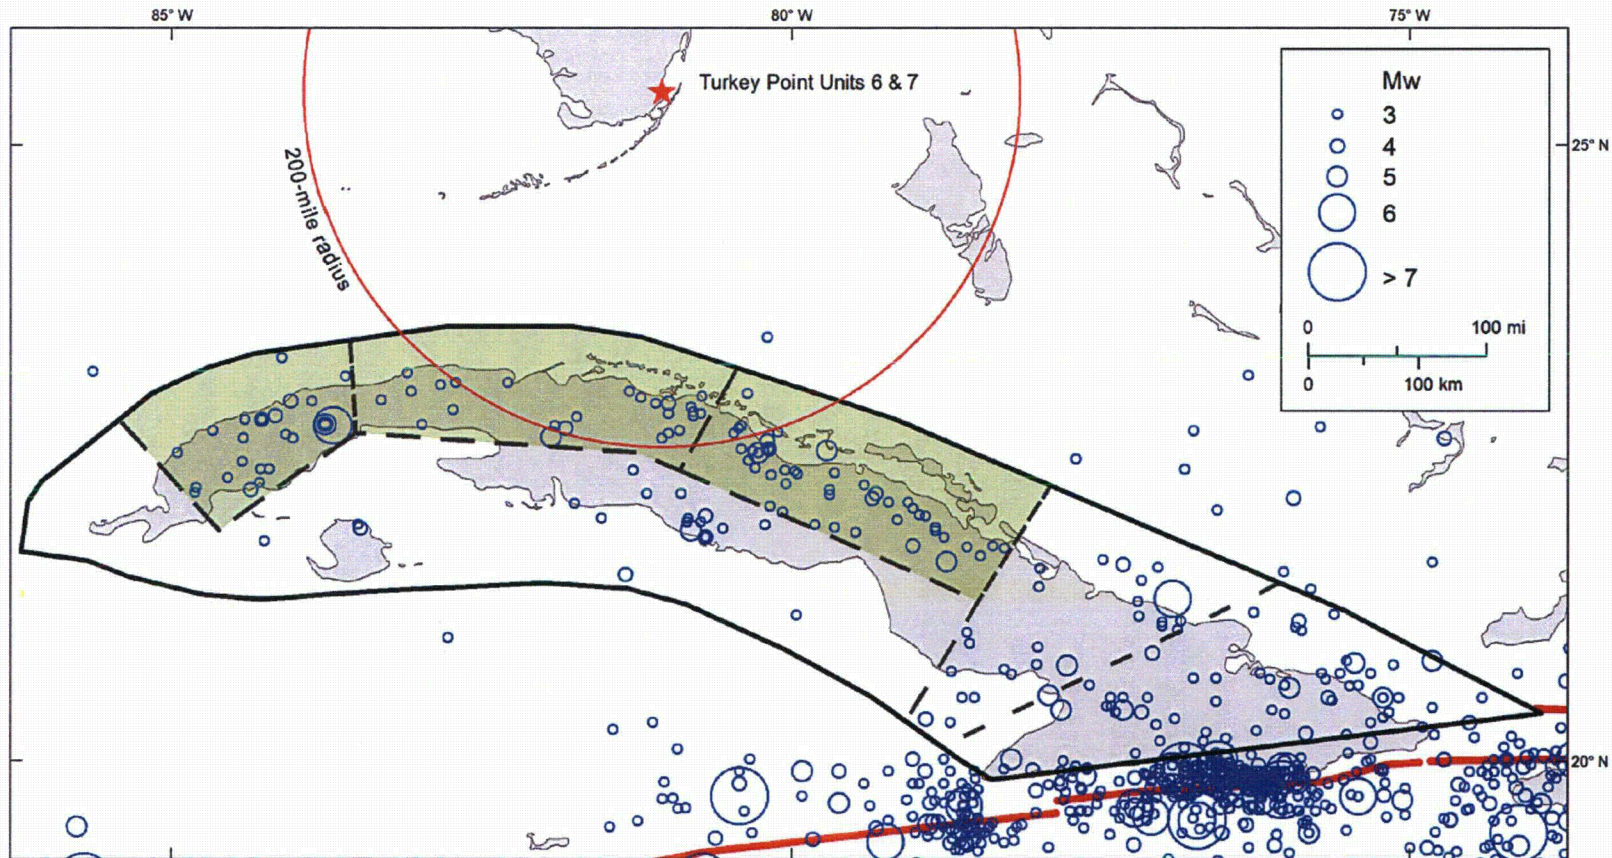 85° W
80° W
75° W
Turkey Point Units 6 & 7
200-mile radius
25° N
20° N
Mw
3
4
5
6
> 7
0 100 mi
0 100 km